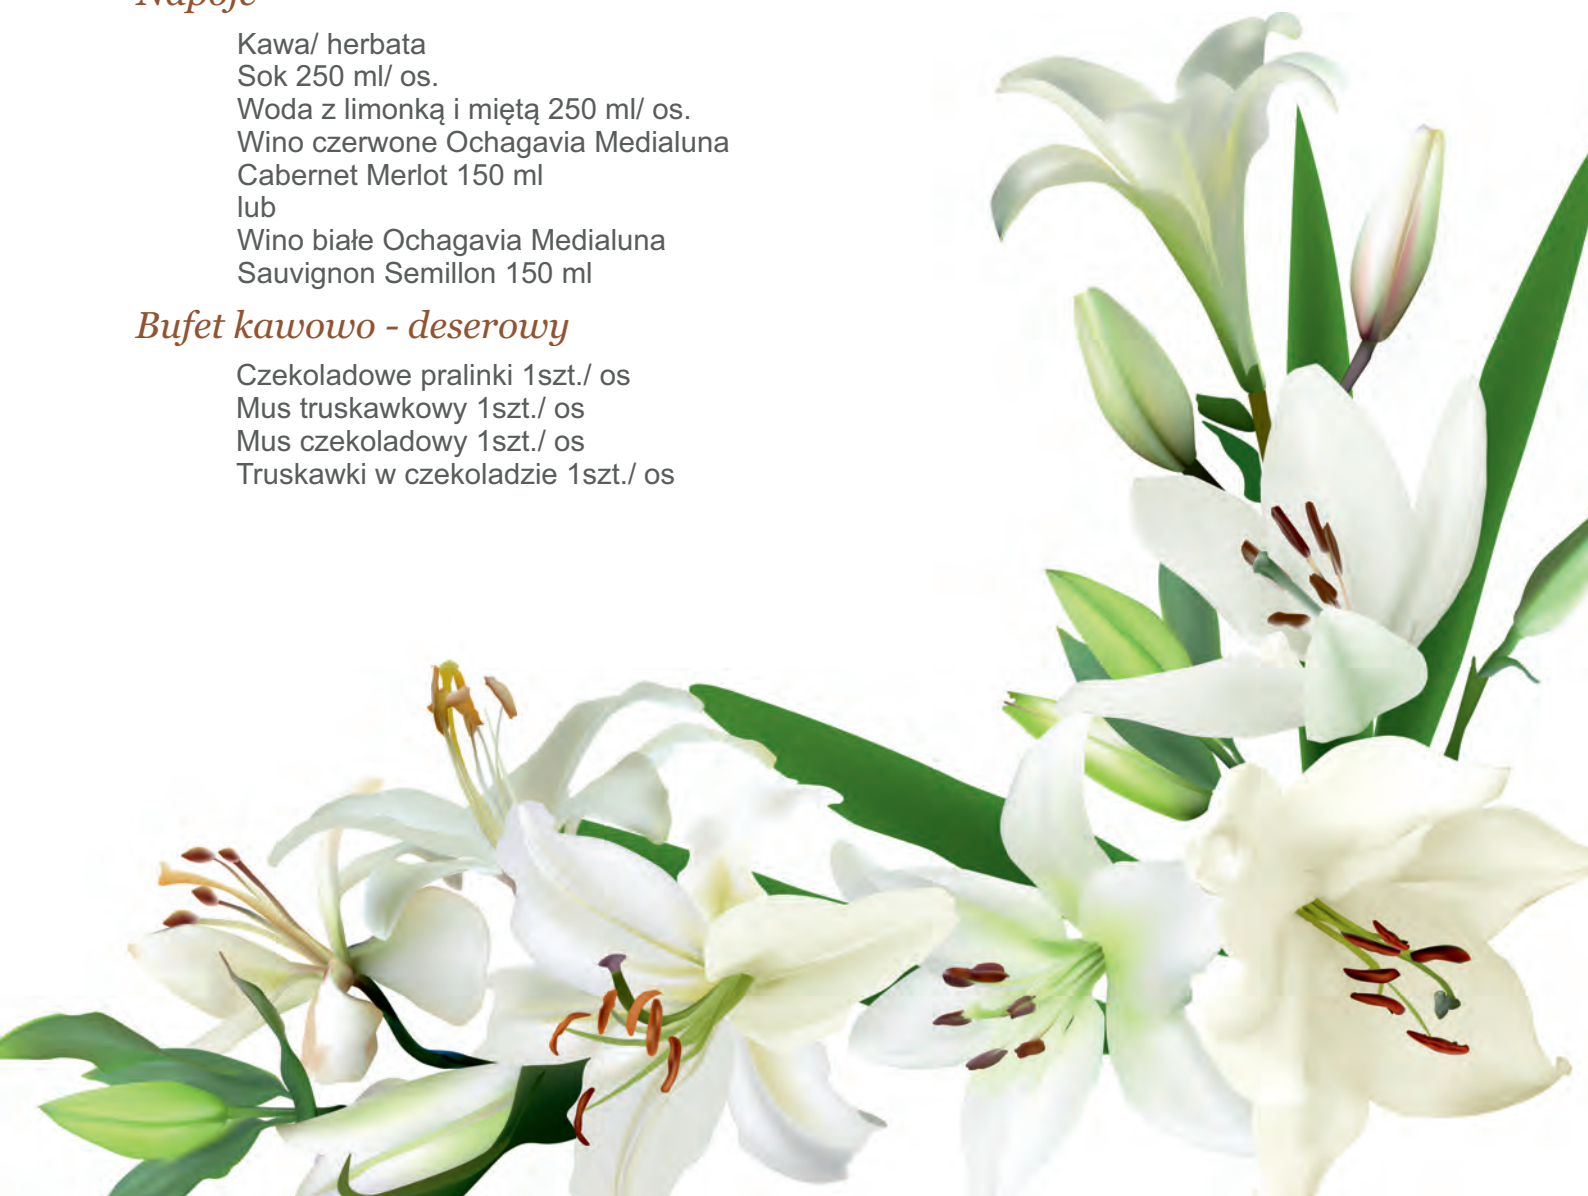 Napoje
Kawa/ herbata
Sok 250 ml/ os.
Woda z limonką i miętą 250 ml/ os.
Wino czerwone Ochagavia Medialuna
Cabernet Merlot 150 ml
lub
Wino białe Ochagavia Medialuna
Sauvignon Semillon 150 ml
Bufet kawowo - deserowy
Czekoladowe pralinki 1szt./ os
Mus truskawkowy 1szt./ os
Mus czekoladowy 1szt./ os
Truskawki w czekoladzie 1szt./ os